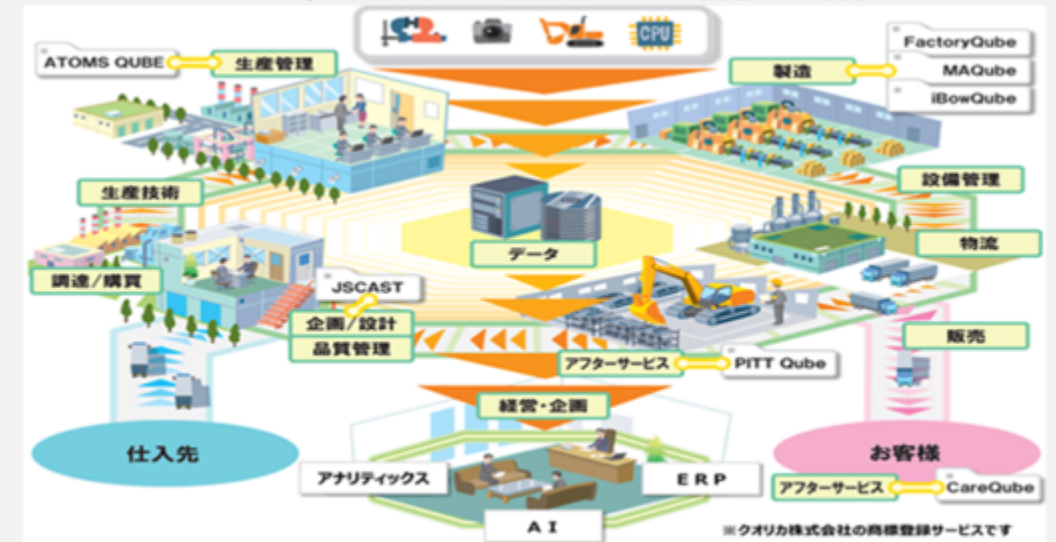 CPU
ATOMS QUBE
生産管理
製造
FactoryQube
MAQube
iBowQube
生産技術
設備管理
データ
物流
調達/購買
JSCAST
企画/設計
品質管理
販売
アフターサービス
PITT Qube
経営・企画
仕入先
お客様
アナリティックス
ERP
アフターサービス
CareQube
AI
※クオリカ株式会社の商標登録サービスです